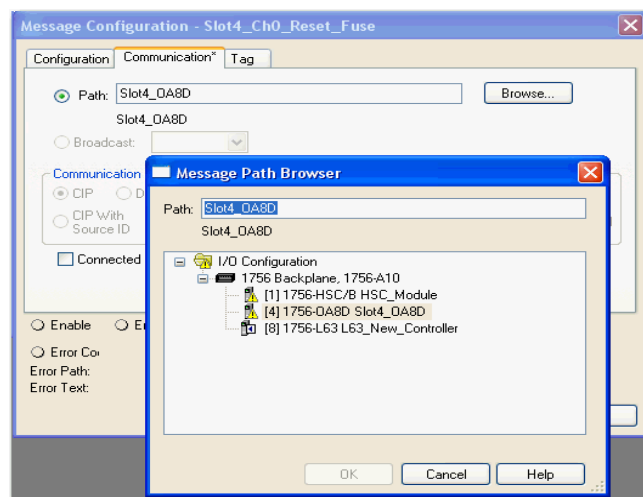 Message Configuration - Slot4_Ch0_Reset_Fuse
Configuration Communication* Tag
Path: Slot4_OA8D Browse...
Slot4_OA8D
Broadcast:
Communication
CIP D
CIP With
Source ID
Connected
Enable
Error Path:
Error Text:
Message Path Browser
Path: Slot4_OA8D
Slot4_OA8D
I/O Configuration
1756 Backplane, 1756-A10
[1] 1756-HSC/B HSC_Module
[4] 1756-OA8D Slot4_OA8D
[8] 1756-L63 L63_New_Controller
OK Cancel Help